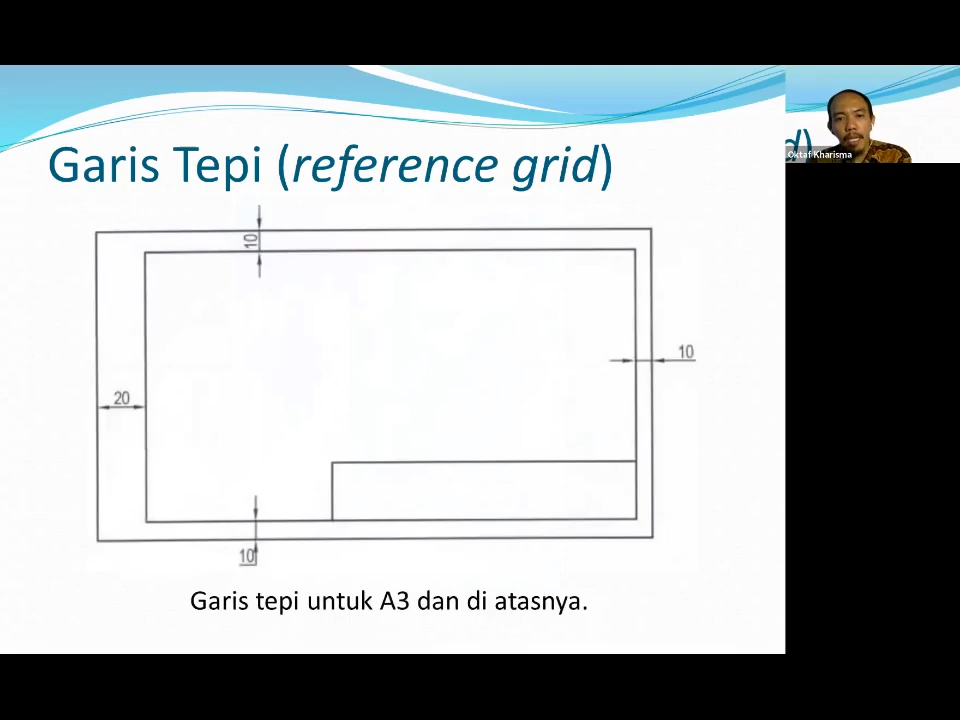 Garis Tepi (reference grid)
d)
Oktaf Kharisma
10
10
20
10
Garis tepi untuk A3 dan di atasnya.